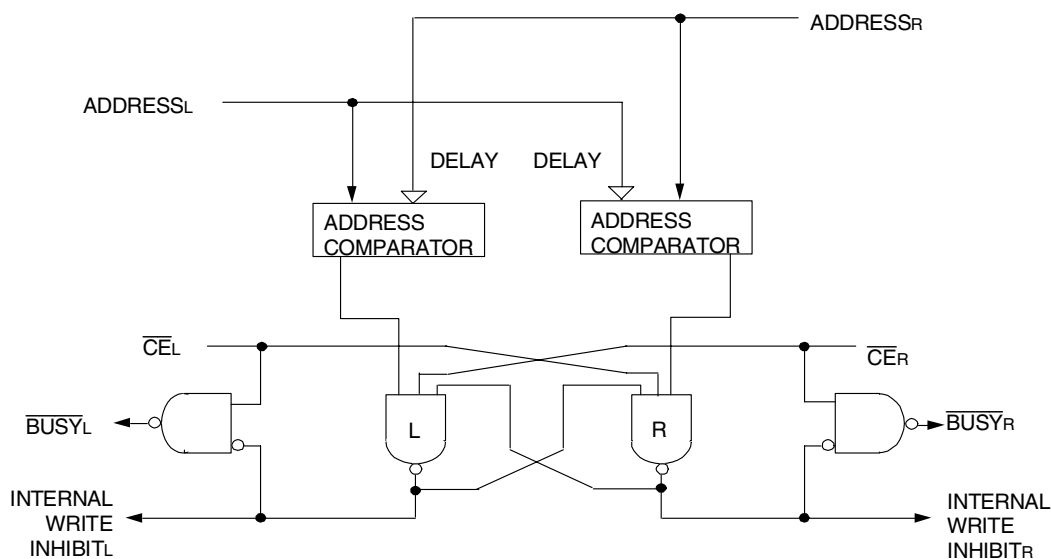 ADDRESSR
ADDRESSL
DELAY DELAY
ADDRESS
COMPARATOR
ADDRESS
COMPARATOR
CEL
CER
BUSYL
L
R
BUSYR
INTERNAL
WRITE
INHIBITL
INTERNAL
WRITE
INHIBITR